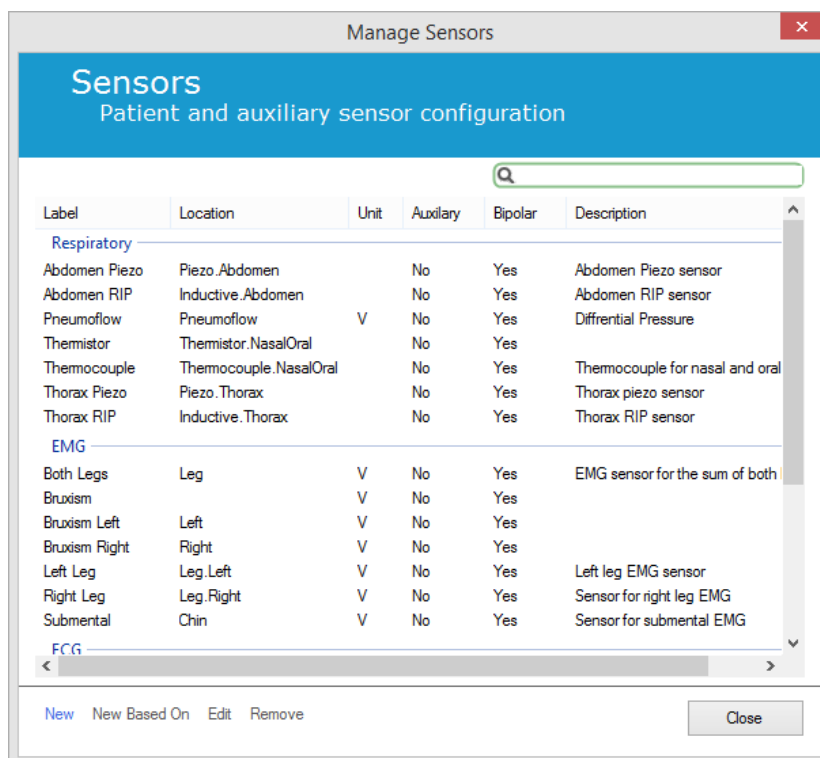 Manage Sensors
Sensors
Patient and auxiliary sensor configuration
Label Location Unit Auxilary Bipolar Description
Respiratory
Abdomen Piezo Piezo.Abdomen No Yes Abdomen Piezo sensor
Abdomen RIP Inductive.Abdomen No Yes Abdomen RIP sensor
Pneumoflow Pneumoflow V No Yes Diffrential Pressure
Thermistor Thermistor.NasalOral No Yes
Thermocouple Thermocouple.NasalOral No Yes Thermocouple for nasal and oral
Thorax Piezo Piezo.Thorax No Yes Thorax piezo sensor
Thorax RIP Inductive.Thorax No Yes Thorax RIP sensor
EMG
Both Legs Leg V No Yes EMG sensor for the sum of both
Bruxism V No Yes
Bruxism Left Left V No Yes
Bruxism Right Right V No Yes
Left Leg Leg.Left V No Yes Left leg EMG sensor
Right Leg Leg.Right V No Yes Sensor for right leg EMG
Submental Chin V No Yes Sensor for submental EMG
ECG
New New Based On Edit Remove Close